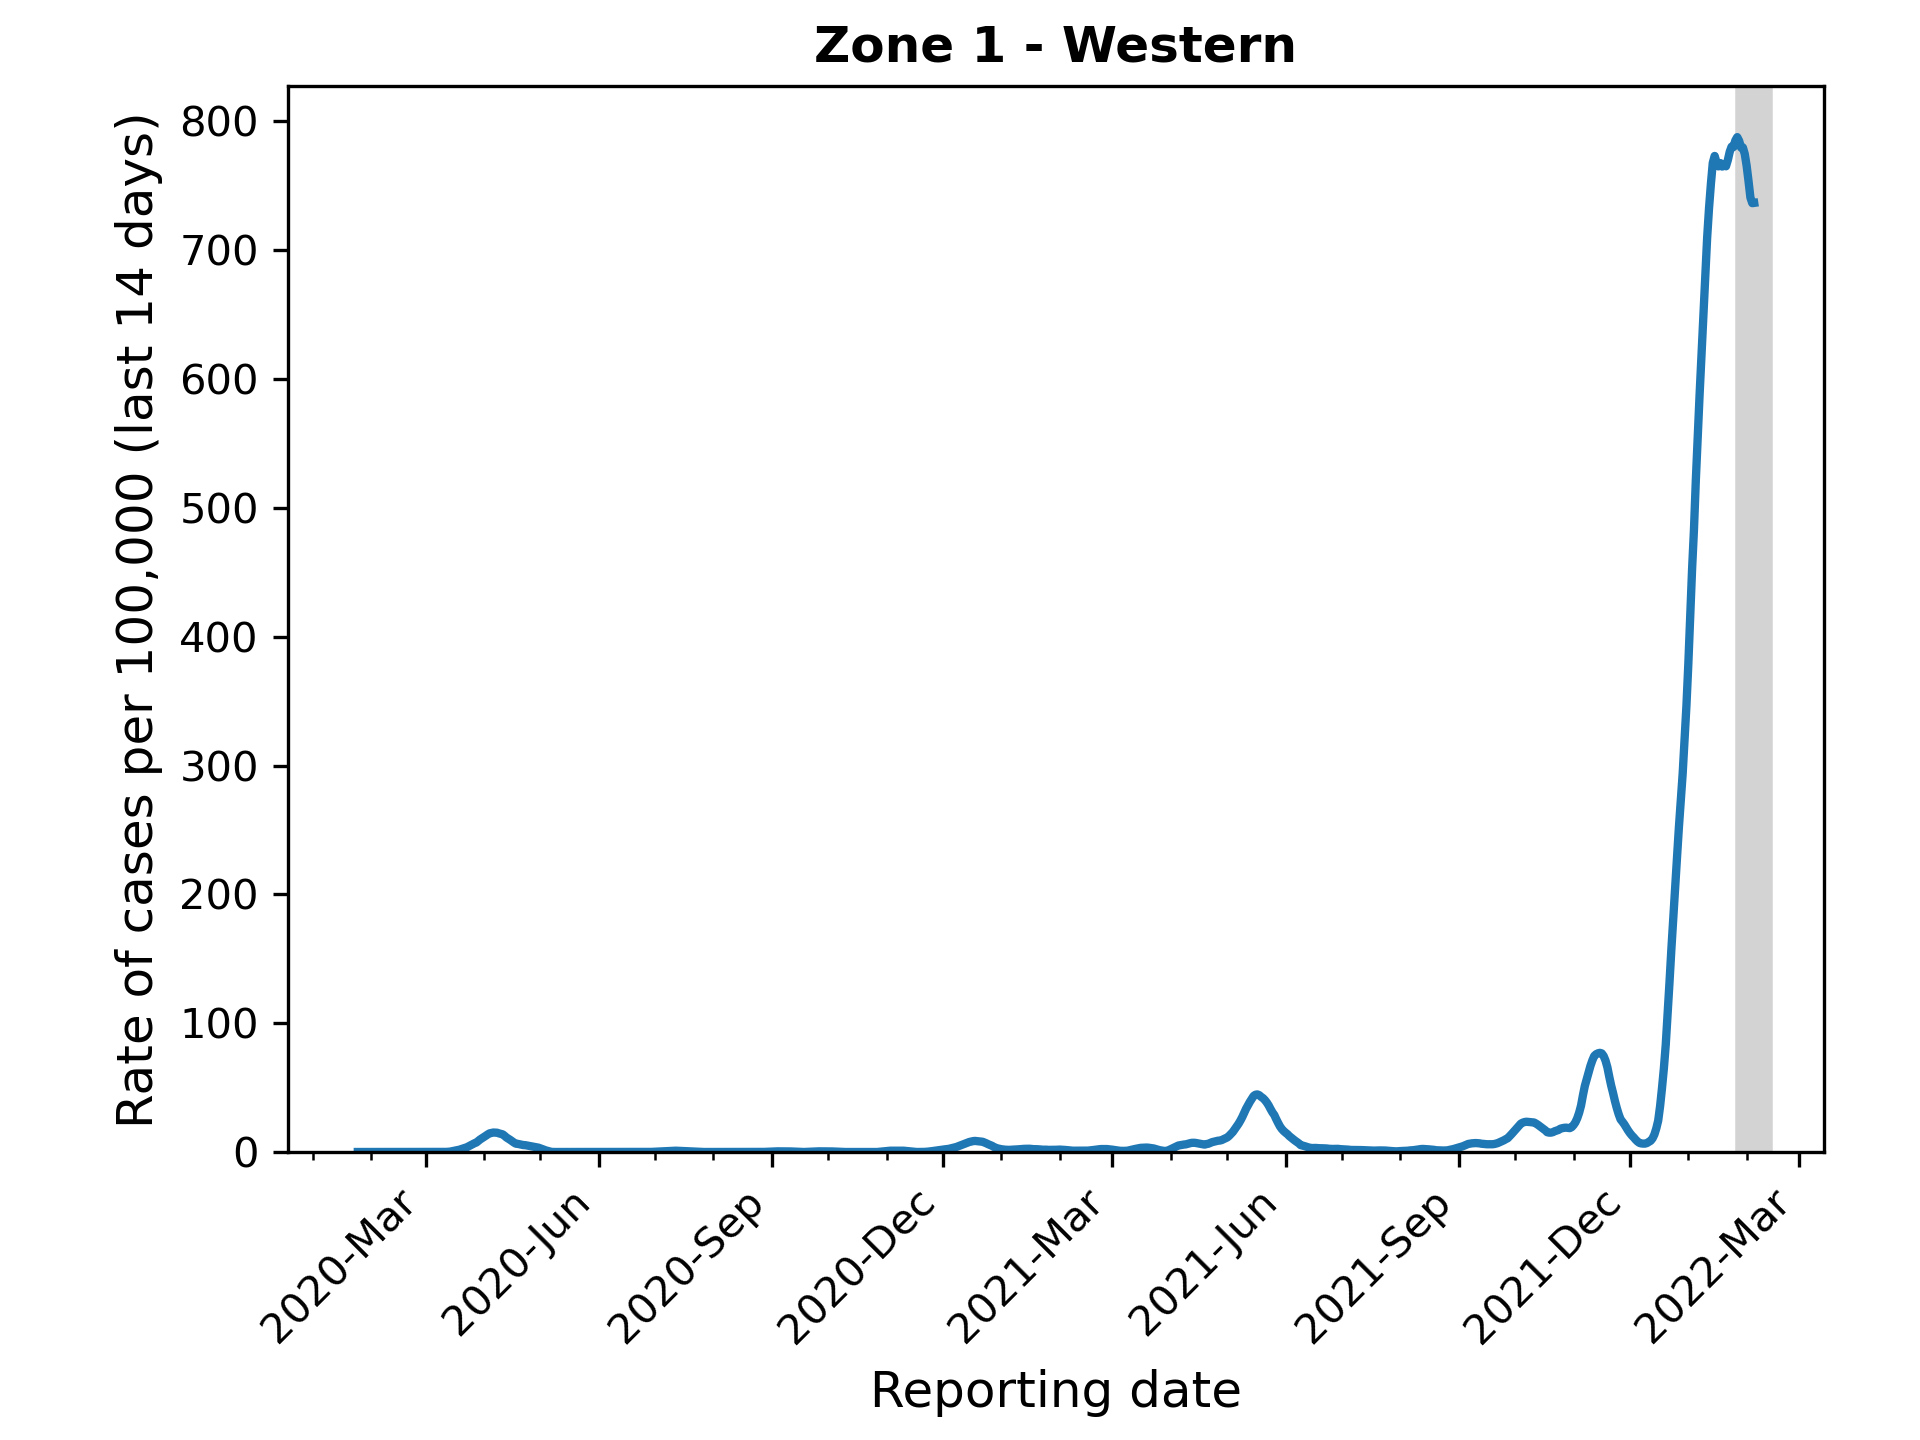 Zone 1 - Western
Rate of cases per 100,000 (last 14 days)
800
700
600
500
400
300
200
100
0
2020-Mar
2020-Jun
2020-Sep
2020-Dec
2021-Mar
2021-Jun
2021-Sep
2021-Dec
2022-Mar
Reporting date